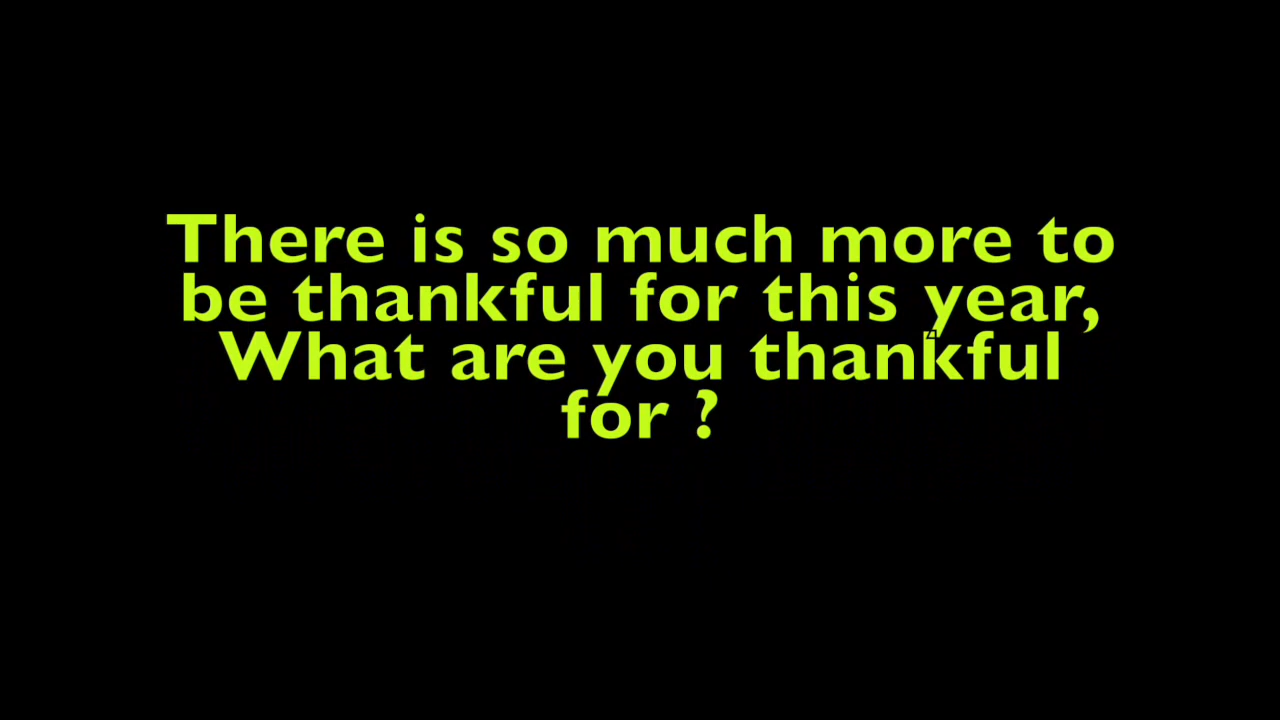 There is so much more to
be thankful for this year,
What are you thankful
for ?